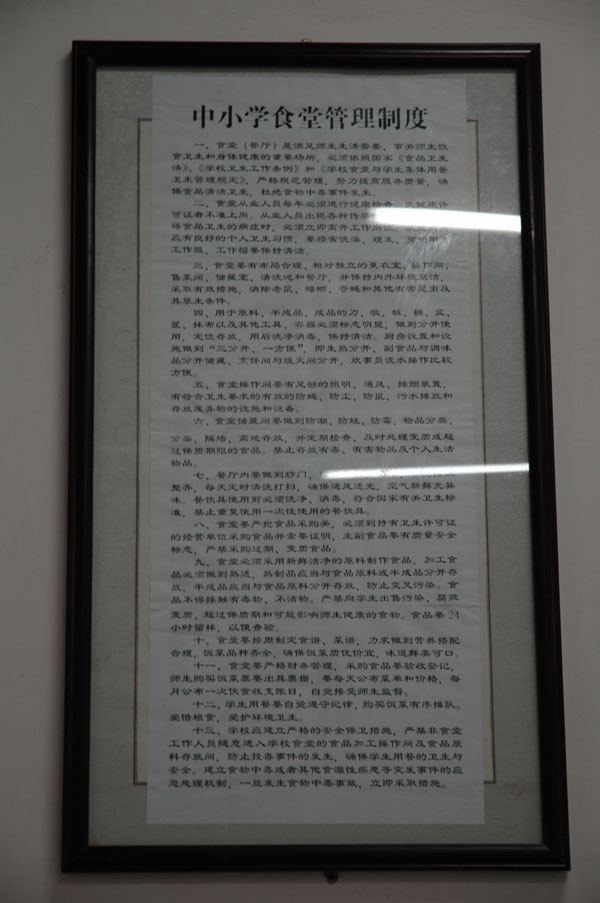 中小学食堂管理制度
一、食堂（餐厅）是满足师生生活需要、事关师生饮
食卫生和身体健康的重要场所，必须依照国家《食品卫生
法》、《学校卫生工作条例》和《学校食堂与学生集体用餐
卫生管理规定》，严格规范管理，努力提高服务质量，确
保食品清洁卫生，杜绝食物中毒事件发生。
二、食堂从业人员每年必须进行健康检查，无健康许
可证者不准上岗。从业人员出现各种传染
得食品卫生的病症时，必须立即离开工作岗位。从业人员
应有良好的个人卫生习惯，要经常洗澡、理发、剪指甲，
工作服、工作帽要保持清洁。
三、食堂要有布局合理、相对独立的更衣室、操作间、
售菜间、储藏室、清洗池和餐厅，并保持内外环境整洁，
采取有效措施，消除老鼠、蟑螂、苍蝇和其他有害昆虫及
其孳生条件。
四、用于原料、半成品、成品的刀、墩、板、桶、盆、
筐、抹布以及其他工具、容器必须标志明显，做到分开使
用，定位存放，用后洗净消毒，保持清洁。厨房设置和设
施做到“三分开、一方便”，即生熟分开、副食品与调味
品分开储藏、烹饪间与烧火间分开，炊事员流水操作比较
方便。
五、食堂操作间要有足够的照明、通风、排烟装置，
有符合卫生要求的有效的防蝇、防尘、防鼠、污水排放和
存放废弃物的设施和设备。
六、食堂储藏间要做到防潮、防蛀、防霉，物品分类、
分架、隔墙、离地存放，并定期检查、及时处理变质或超
过保质期限的食品。禁止存放有毒、有害物品及个人生活
物品。
七、餐厅内要做到纱门、
整齐，每天定时清洗打扫，确保通风透光，空气新鲜无异
味。餐饮具使用前必须洗净、消毒，符合国家有关卫生标
准，禁止重复使用一次性使用的餐饮具。
八、食堂要严把食品采购关，必须到持有卫生许可证
的经营单位采购食品并索要证明，主副食品要有质量安全
标志，严禁采购过期、变质食品。
九、食堂必须采用新鲜洁净的原料制作食品，加工食
品必须做到熟透，熟制品应当与食品原料或半成品分开存
放，半成品应当与食品原料分开存放，防止交叉污染。食
品不得接触有毒物、不洁物。严禁向学生出售污染、腐败
变质、超过保质期和可能影响师生健康的食物。食品要24
小时留样，以便查验。
十、食堂要按周制定食谱、菜谱，力求做到营养搭配
合理，饭菜品种齐全，确保饭菜质优价宜，味道鲜美可口。
十一、食堂要严格财务管理，采购食品要验收登记，
师生购买饭菜票要出具票据，要每天公布菜单和价格，每
月公布一次伙食收支账目，自觉接受师生监督。
十二、学生用餐要自觉遵守纪律，购买饭菜有序排队。
爱惜粮食，爱护环境卫生。
十三、学校应建立严格的安全保卫措施，严禁非食堂
工作人员随意进入学校食堂的食品加工操作间及食品原
料存放间，防止投毒事件的发生，确保学生用餐的卫生与
安全。建立食物中毒或者其他食源性疾患等突发事件的应
急处理机制，一旦发生食物中毒事故，立即采取措施。